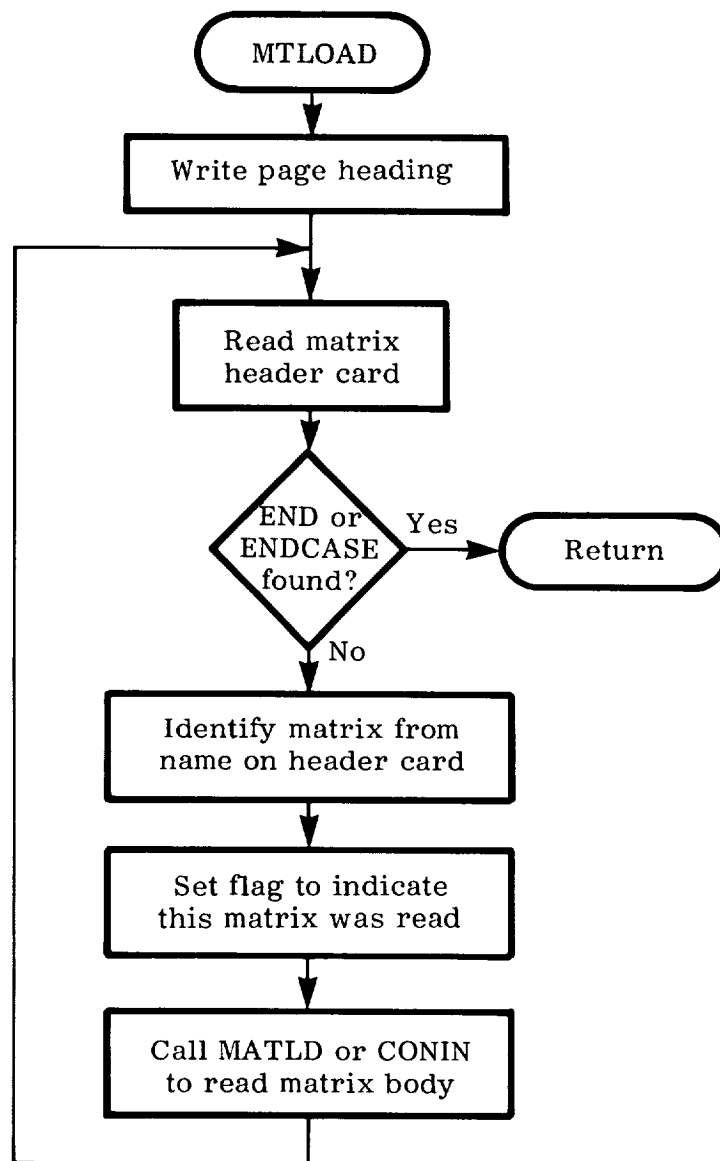 MTLOAD
Write page heading
Read matrix
header card
END or
ENDCASE
found?
Yes
Return
No
Identify matrix from
name on header card
Set flag to indicate
this matrix was read
Call MATLD or CONIN
to read matrix body